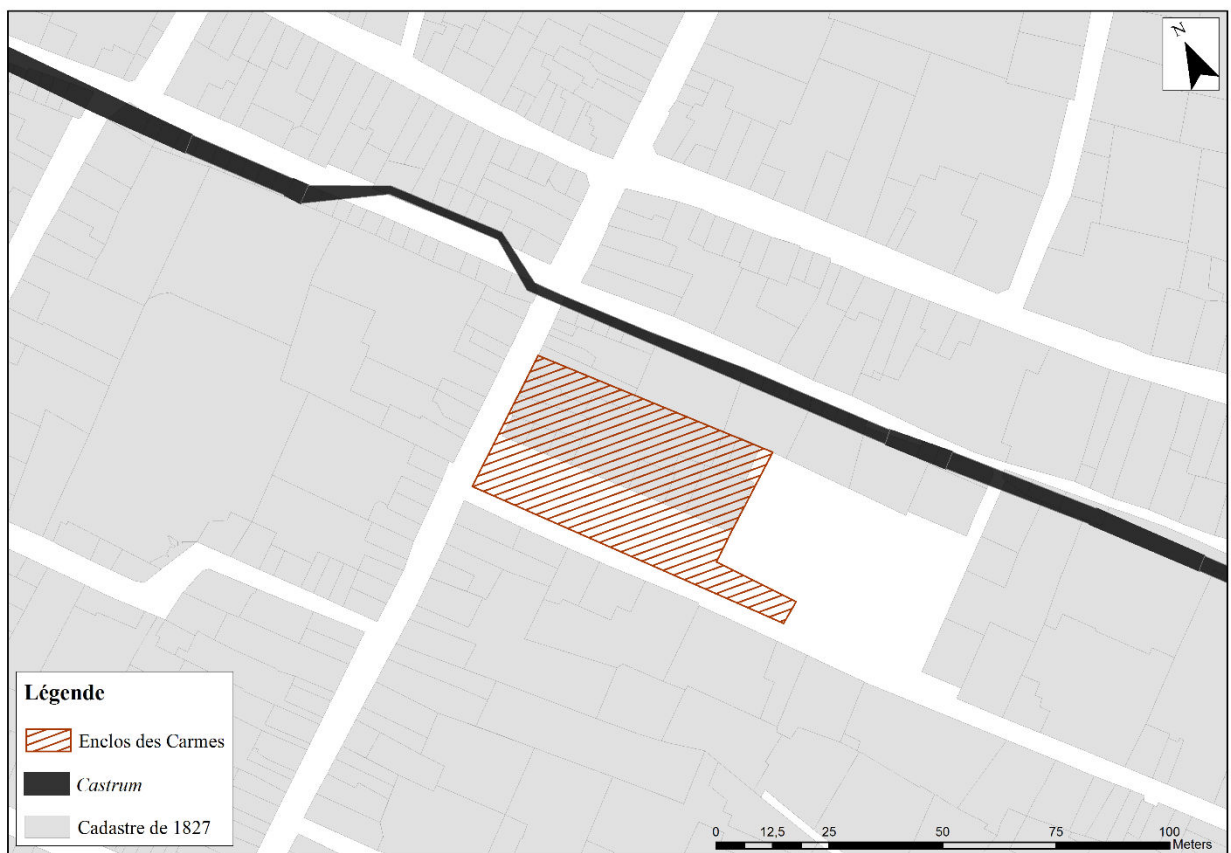 N
Légende
Enclos des Carmes
Castrum
Cadastre de 1827
0 12,5 25 50 75 100
Meters